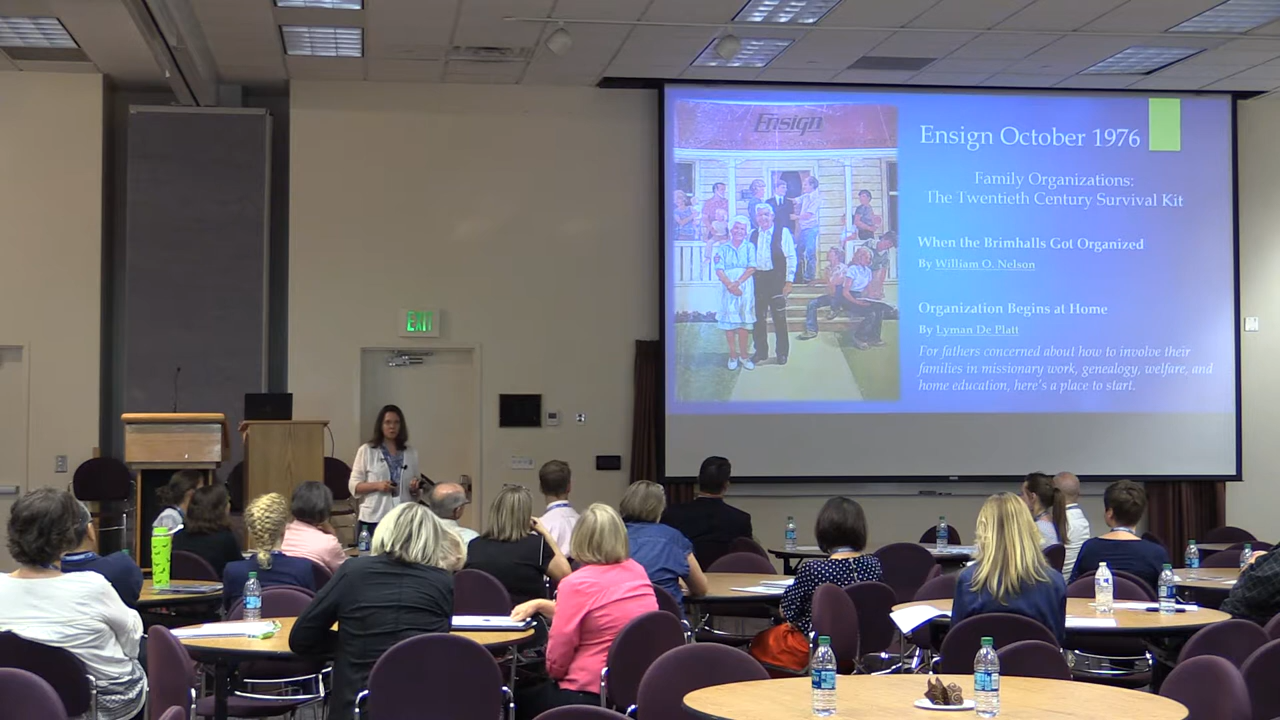 Ensign
Ensign October 1976
Family Organizations:
The Twentieth Century Survival Kit
When the Brimhalls Got Organized
By William O. Nelson
Organization Begins at Home
By Lyman De Platt
For fathers concerned about how to involve their
families in missionary work, genealogy, welfare, and
home education, here's a place to start.
EXIT